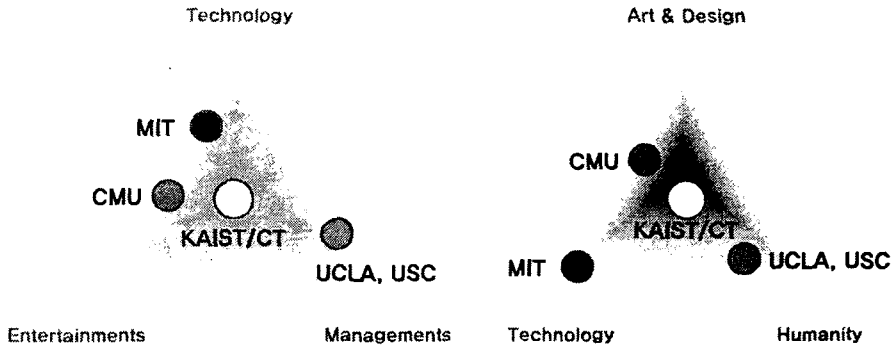 Technology
Art & Design
MIT
CMU
KAIST/CT
UCLA, USC
CMU
KAIST/CT
MIT
UCLA, USC
Entertainments
Managements
Technology
Humanity